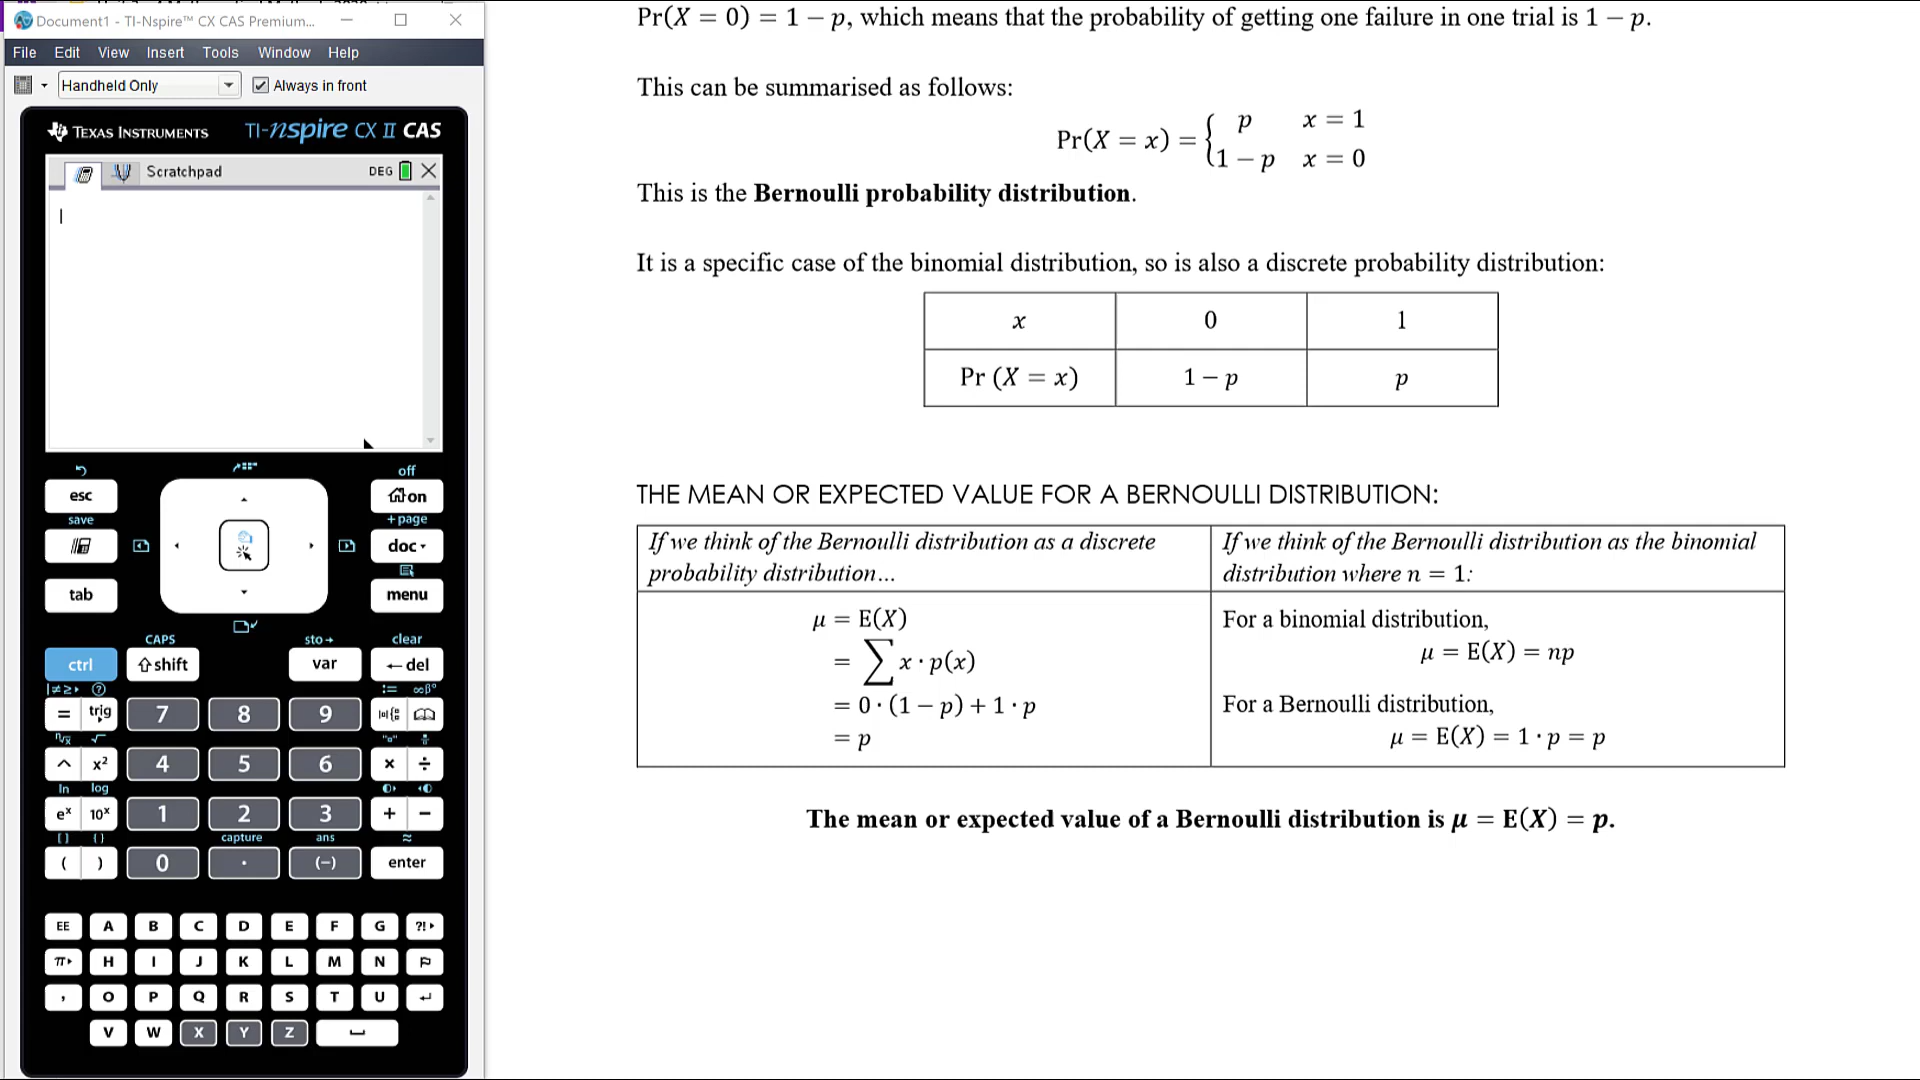 Document1 - TI-Nspire™ CX CAS Premium...
File Edit View Insert Tools Window Help
Handheld Only Always in front
TEXAS INSTRUMENTS TI-nspire CX II CAS
Scratchpad DEG
off
esc on
save + page
doc
tab menu
CAPS sto→ clear
ctrl shift var ←del
|≠≥▸ ? := ∞β°
= trig 7 8 9 |□|{
ⁿ√x √ "□"
^ x² 4 5 6 × ÷
ln log
eˣ 10ˣ 1 2 3 + −
[ ] { } capture ans ≈
( ) 0 . (−) enter
EE A B C D E F G ?!▸
π▸ H I J K L M N
, O P Q R S T U ↵
V W X Y Z
Pr(X = 0) = 1 − p, which means that the probability of getting one failure in one trial is 1 − p.
This can be summarised as follows:
Pr(X = x) = { p x = 1
1 − p x = 0
This is the Bernoulli probability distribution.
It is a specific case of the binomial distribution, so is also a discrete probability distribution:
x 0 1
Pr (X = x) 1 − p p
THE MEAN OR EXPECTED VALUE FOR A BERNOULLI DISTRIBUTION:
If we think of the Bernoulli distribution as a discrete
probability distribution…
If we think of the Bernoulli distribution as the binomial
distribution where n = 1:
μ = E(X)
= ∑ x · p(x)
= 0 · (1 − p) + 1 · p
= p
For a binomial distribution,
μ = E(X) = np
For a Bernoulli distribution,
μ = E(X) = 1 · p = p
The mean or expected value of a Bernoulli distribution is μ = E(X) = p.